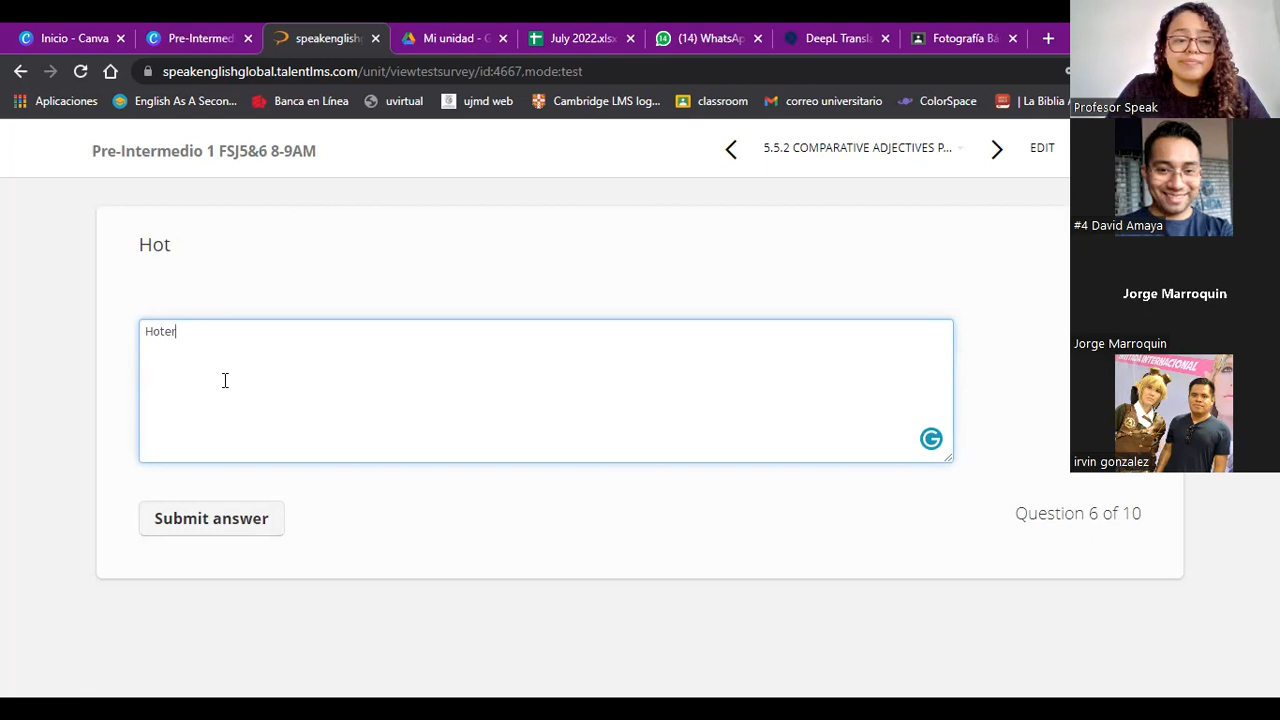 Inicio - Canva
Pre-Intermed
speakenglish
Mi unidad - G
July 2022.xlsx
(14) WhatsAp
DeepL Transla
Fotografía Bá
speakenglishglobal.talentlms.com/unit/viewtestsurvey/id:4667,mode:test
Aplicaciones
English As A Secon...
Banca en Línea
uvirtual
ujmd web
Cambridge LMS log...
classroom
correo universitario
ColorSpace
| La Biblia A
Profesor Speak
Pre-Intermedio 1 FSJ5&6 8-9AM
5.5.2 COMPARATIVE ADJECTIVES P...
EDIT
#4 David Amaya
Hot
Jorge Marroquin
Hoter
Jorge Marroquin
INVITADA INTERNACIONAL
irvin gonzalez
Submit answer
Question 6 of 10